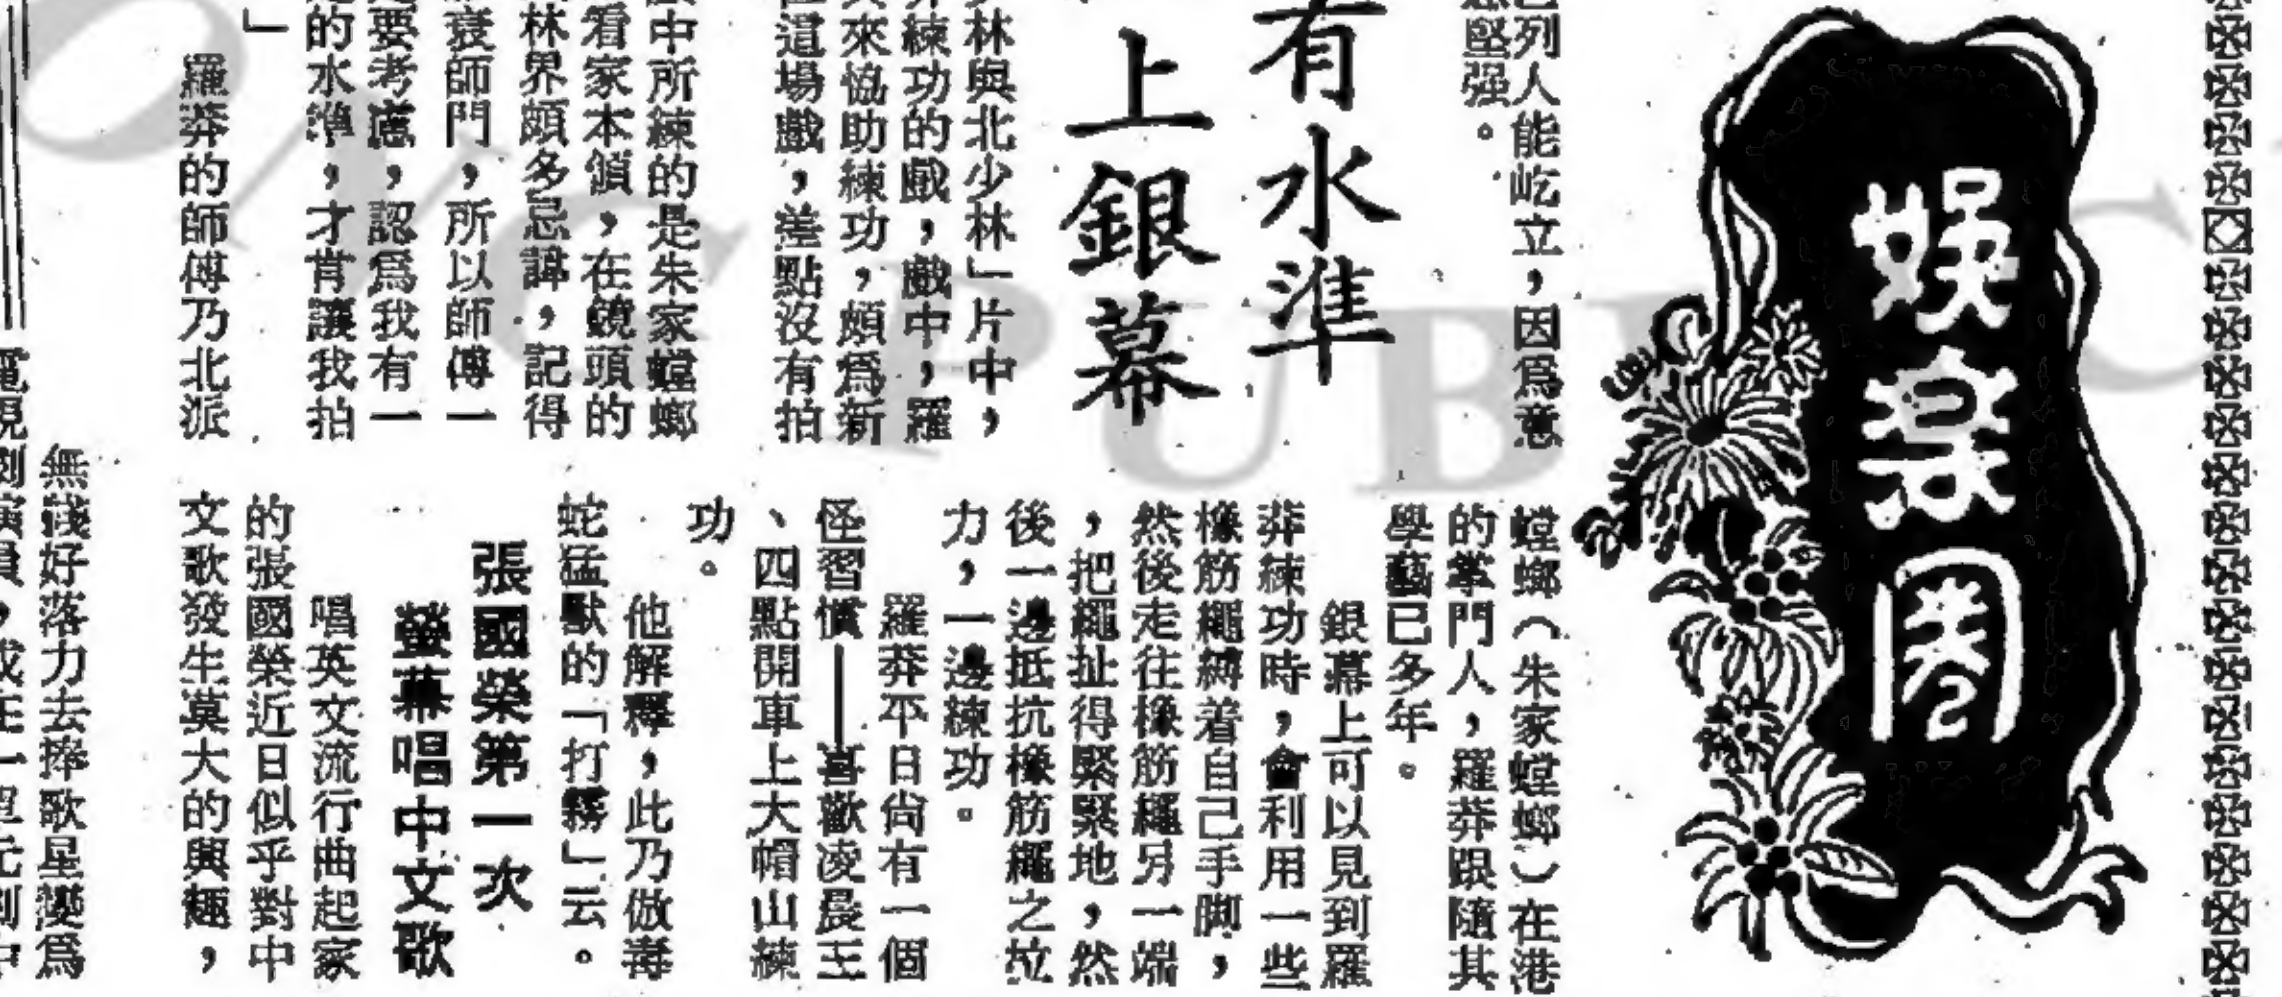 娯楽圈
列人能屹立，因爲意
堅强。
有水準
上銀幕
林與北少林」片中，
練功的戲，戲中，羅
來協助練功，頗爲新
這場戲，差點沒有拍
中所練的是朱家螳螂
看家本領，在鏡頭的
林界頗多忌諱，記得
衰師門，所以師傅一
要考慮，認爲我有一
的水準，才肯讓我拍
」
羅莽的師傅乃北派
螳螂（朱家螳螂）在港
的掌門人，羅莽跟隨其
學藝已多年。
銀幕上可以見到羅
莽練功時，會利用一些
橡筋繩縛着自己手脚，
然後走往橡筋繩另一端
，把繩扯得緊緊地，然
後一邊抵抗橡筋繩之拉
力，一邊練功。
羅莽平日尙有一個
怪習慣——喜歡凌晨三
、四點開車上大帽山練
功。
他解釋，此乃倣毒
蛇猛獸的「打霧」云。
張國榮第一次
螢幕唱中文歌
唱英文流行曲起家
的張國榮近日似乎對中
文歌發生莫大的興趣，
無錢好落力去捧歌星變爲
PUB